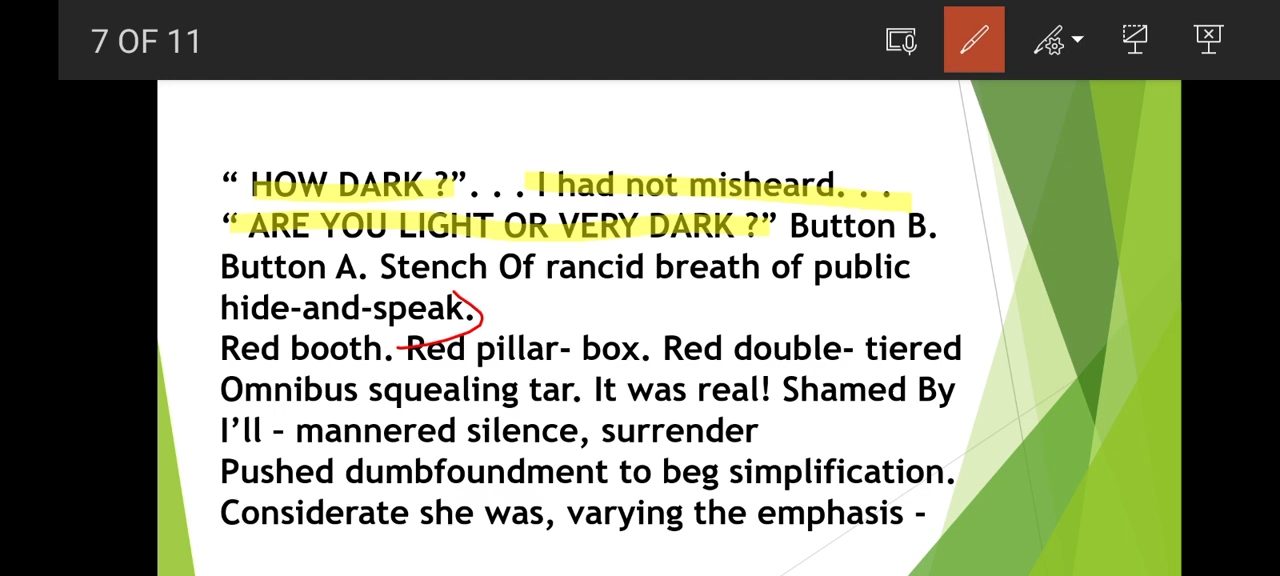 7 OF 11
“ HOW DARK ?”. . . I had not misheard. . .
“ ARE YOU LIGHT OR VERY DARK ?” Button B.
Button A. Stench Of rancid breath of public
hide-and-speak.
Red booth. Red pillar- box. Red double- tiered
Omnibus squealing tar. It was real! Shamed By
I’ll – mannered silence, surrender
Pushed dumbfoundment to beg simplification.
Considerate she was, varying the emphasis -